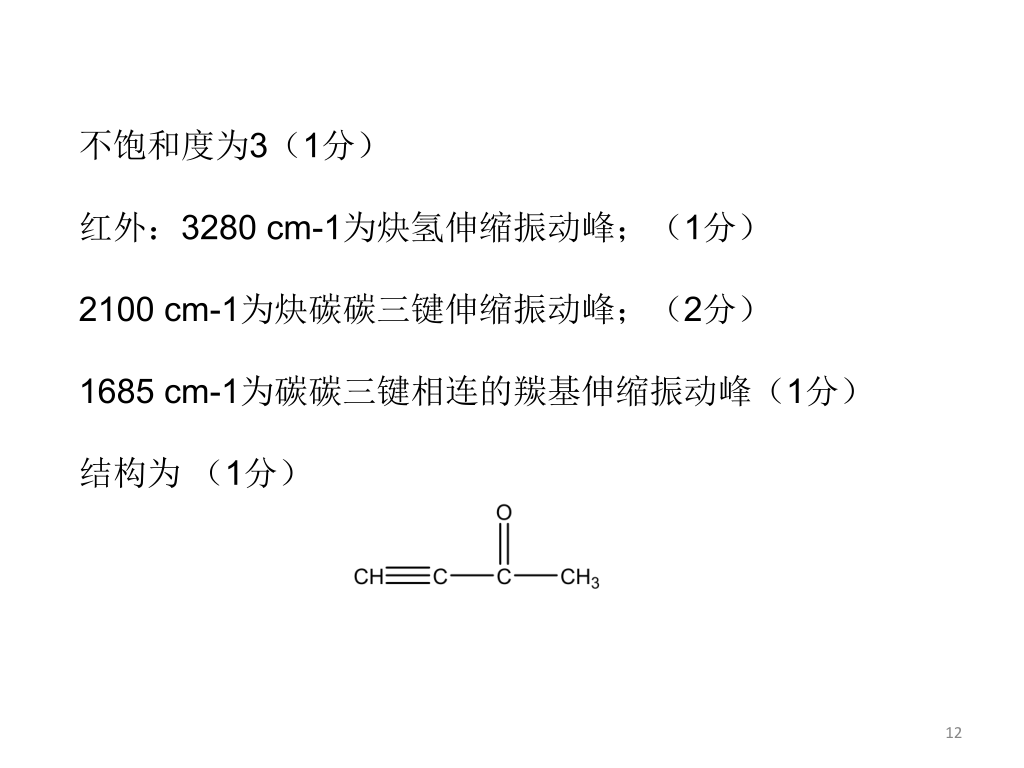 不饱和度为3（1分）
红外：3280 cm-1为炔氢伸缩振动峰；（1分）
2100 cm-1为炔碳碳三键伸缩振动峰；（2分）
1685 cm-1为碳碳三键相连的羰基伸缩振动峰（1分）
结构为 （1分）
O
CH C C CH3
12